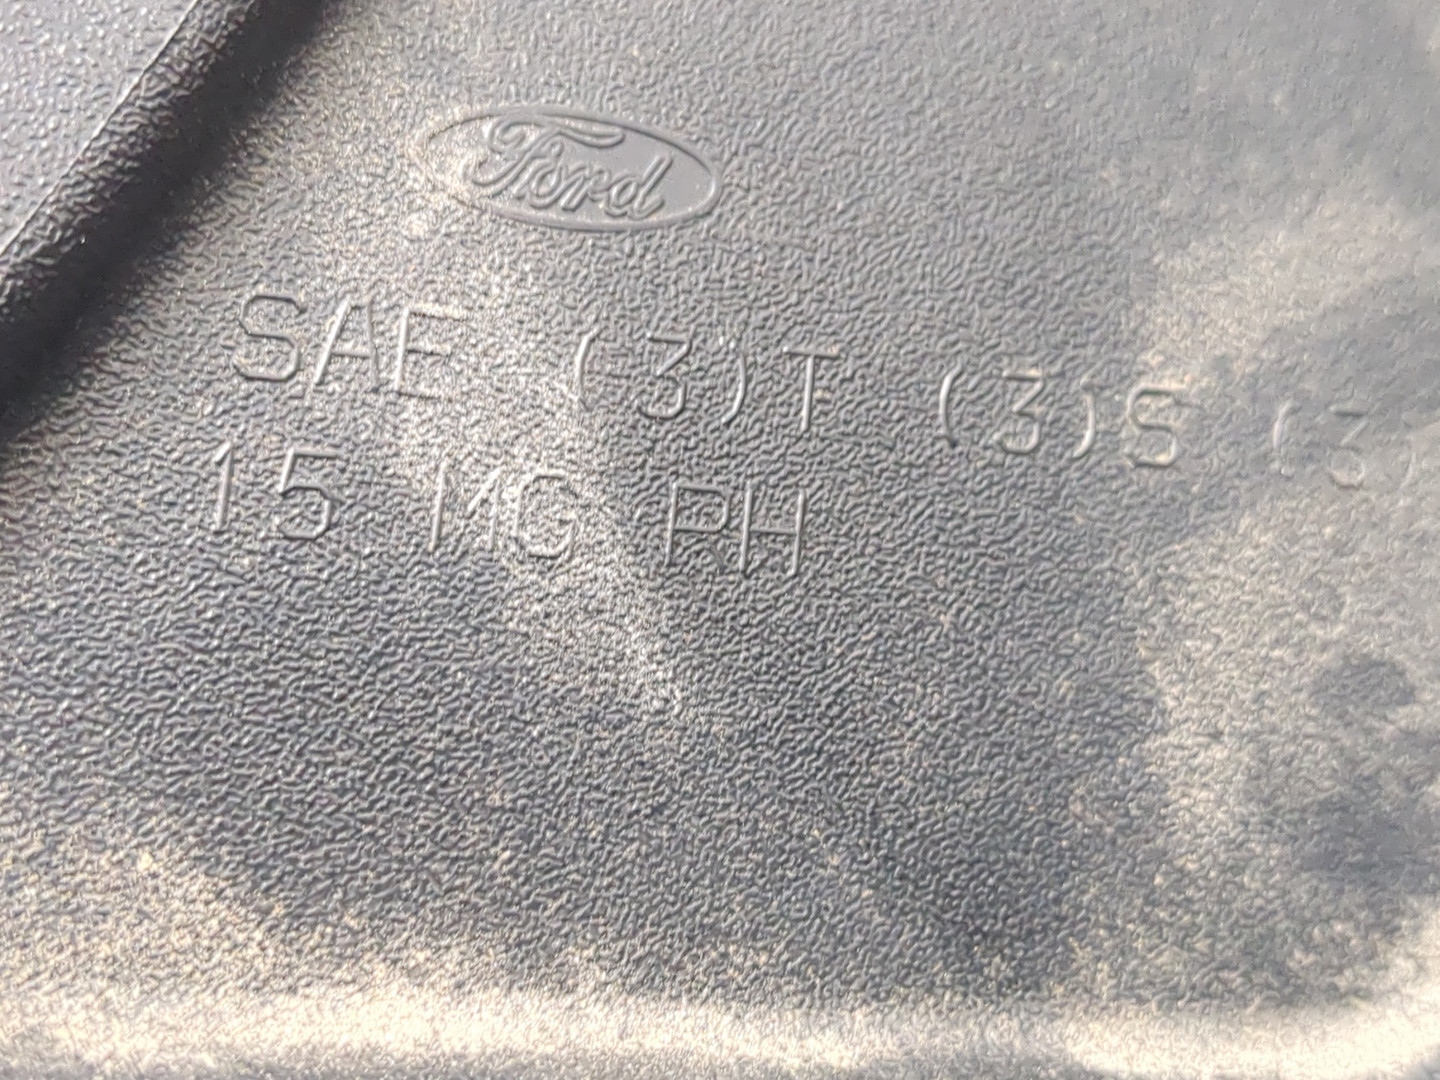 Ford
SAE (3)T (3)S (3)
15 MG RH